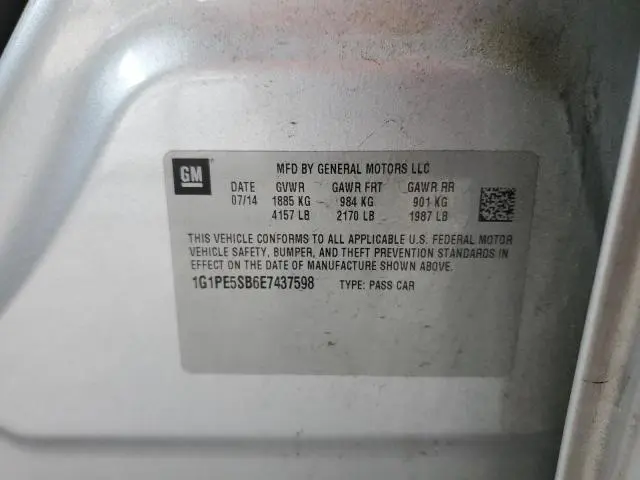 GM
MFD BY GENERAL MOTORS LLC
DATE GVWR GAWR FRT GAWR RR
07/14 1885 KG 984 KG 901 KG
4157 LB 2170 LB 1987 LB
THIS VEHICLE CONFORMS TO ALL APPLICABLE U.S. FEDERAL MOTOR
VEHICLE SAFETY, BUMPER, AND THEFT PREVENTION STANDARDS IN
EFFECT ON THE DATE OF MANUFACTURE SHOWN ABOVE.
1G1PE5SB6E7437598 TYPE: PASS CAR